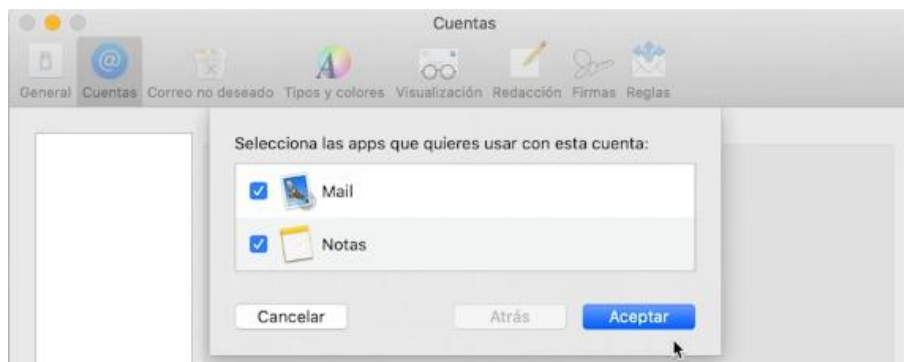 Cuentas
General Cuentas Correo no deseado Tipos y colores Visualización Redacción Firmas Reglas
Selecciona las apps que quieres usar con esta cuenta:
Mail
Notas
Cancelar Atrás Aceptar